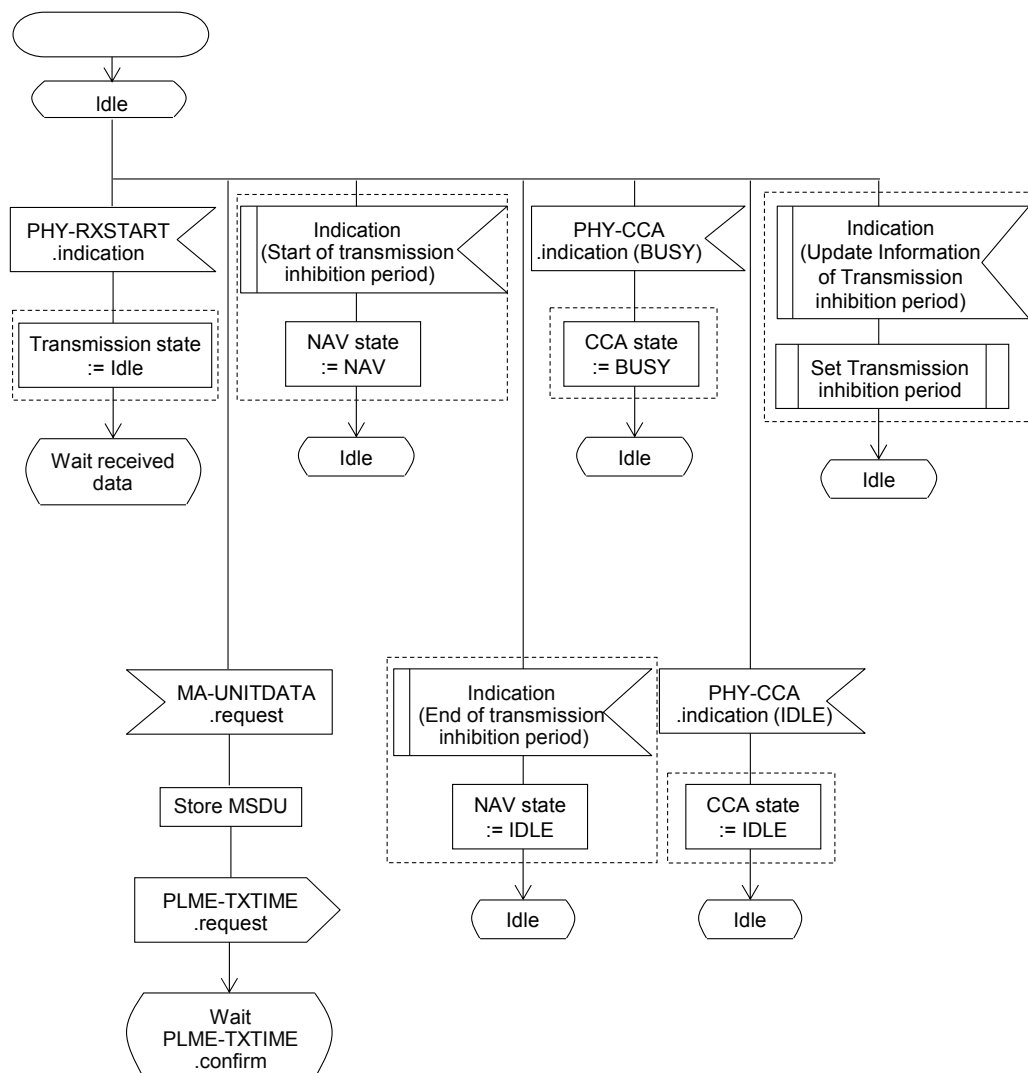 Idle
PHY-RXSTART
.indication
Transmission state
:= Idle
Wait received
data
Indication
(Start of transmission
inhibition period)
NAV state
:= NAV
Idle
PHY-CCA
.indication (BUSY)
CCA state
:= BUSY
Idle
Indication
(Update Information
of Transmission
inhibition period)
Set Transmission
inhibition period
Idle
MA-UNITDATA
.request
Store MSDU
PLME-TXTIME
.request
Wait
PLME-TXTIME
.confirm
Indication
(End of transmission
inhibition period)
NAV state
:= IDLE
Idle
PHY-CCA
.indication (IDLE)
CCA state
:= IDLE
Idle